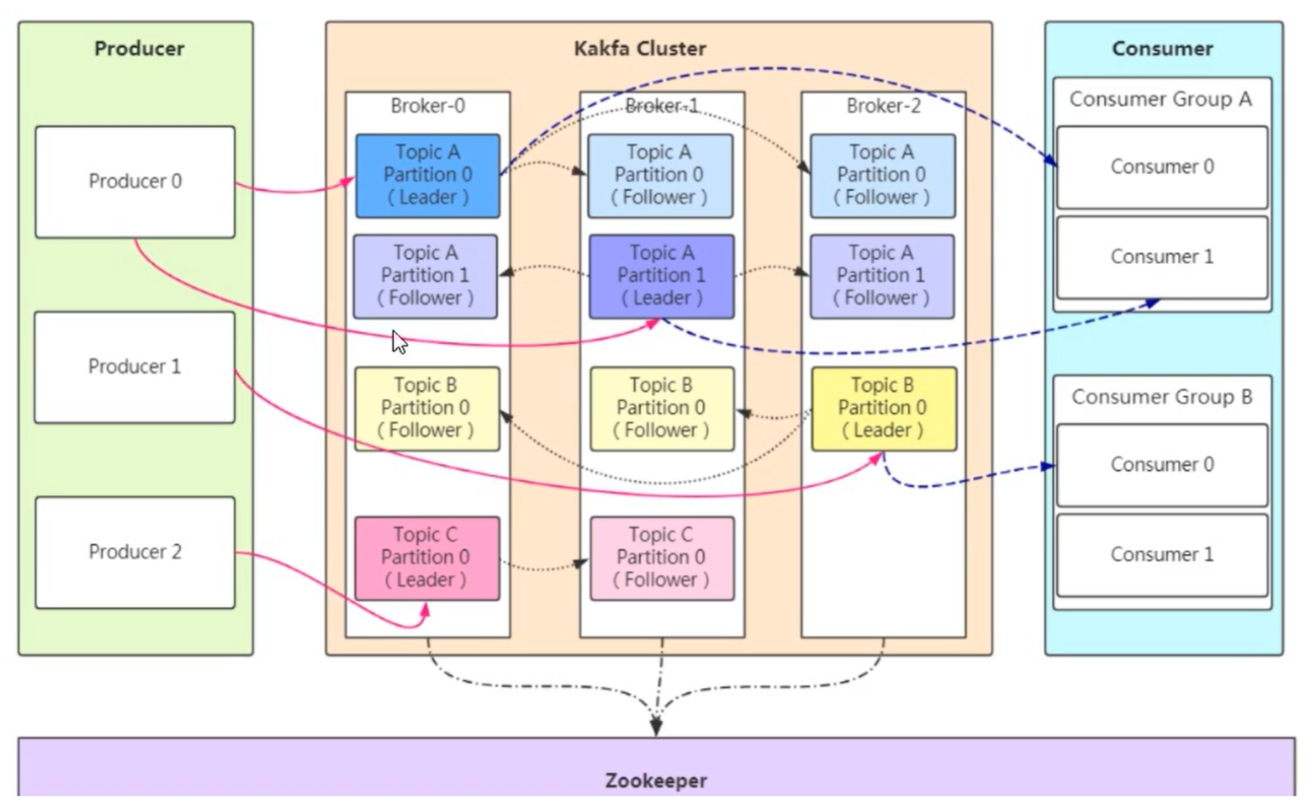 Producer
Producer 0
Producer 1
Producer 2
Kakfa Cluster
Broker-0
Topic A
Partition 0
( Leader )
Topic A
Partition 1
( Follower )
Topic B
Partition 0
( Follower )
Topic C
Partition 0
( Leader )
Broker-1
Topic A
Partition 0
( Follower )
Topic A
Partition 1
( Leader )
Topic B
Partition 0
( Follower )
Topic C
Partition 0
( Follower )
Broker-2
Topic A
Partition 0
( Follower )
Topic A
Partition 1
( Follower )
Topic B
Partition 0
( Leader )
Consumer
Consumer Group A
Consumer 0
Consumer 1
Consumer Group B
Consumer 0
Consumer 1
Zookeeper